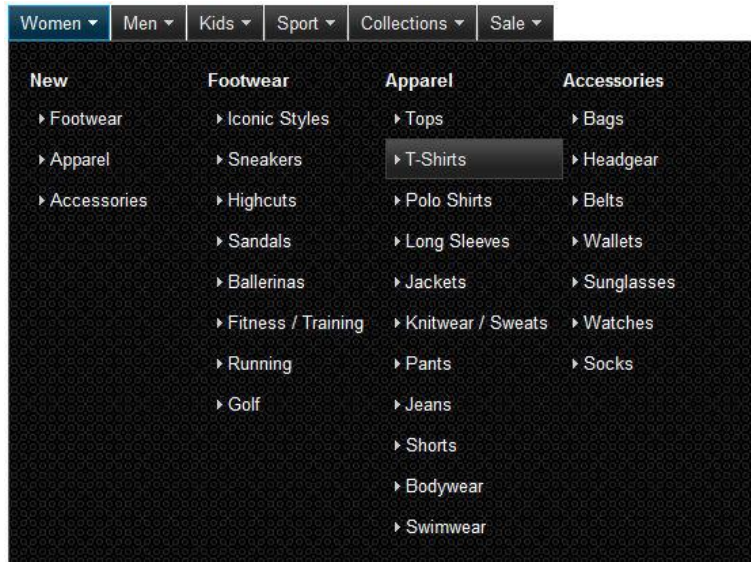 Women Men Kids Sport Collections Sale
New
Footwear
Apparel
Accessories
Footwear
Iconic Styles
Sneakers
Highcuts
Sandals
Ballerinas
Fitness / Training
Running
Golf
Apparel
Tops
T-Shirts
Polo Shirts
Long Sleeves
Jackets
Knitwear / Sweats
Pants
Jeans
Shorts
Bodywear
Swimwear
Accessories
Bags
Headgear
Belts
Wallets
Sunglasses
Watches
Socks